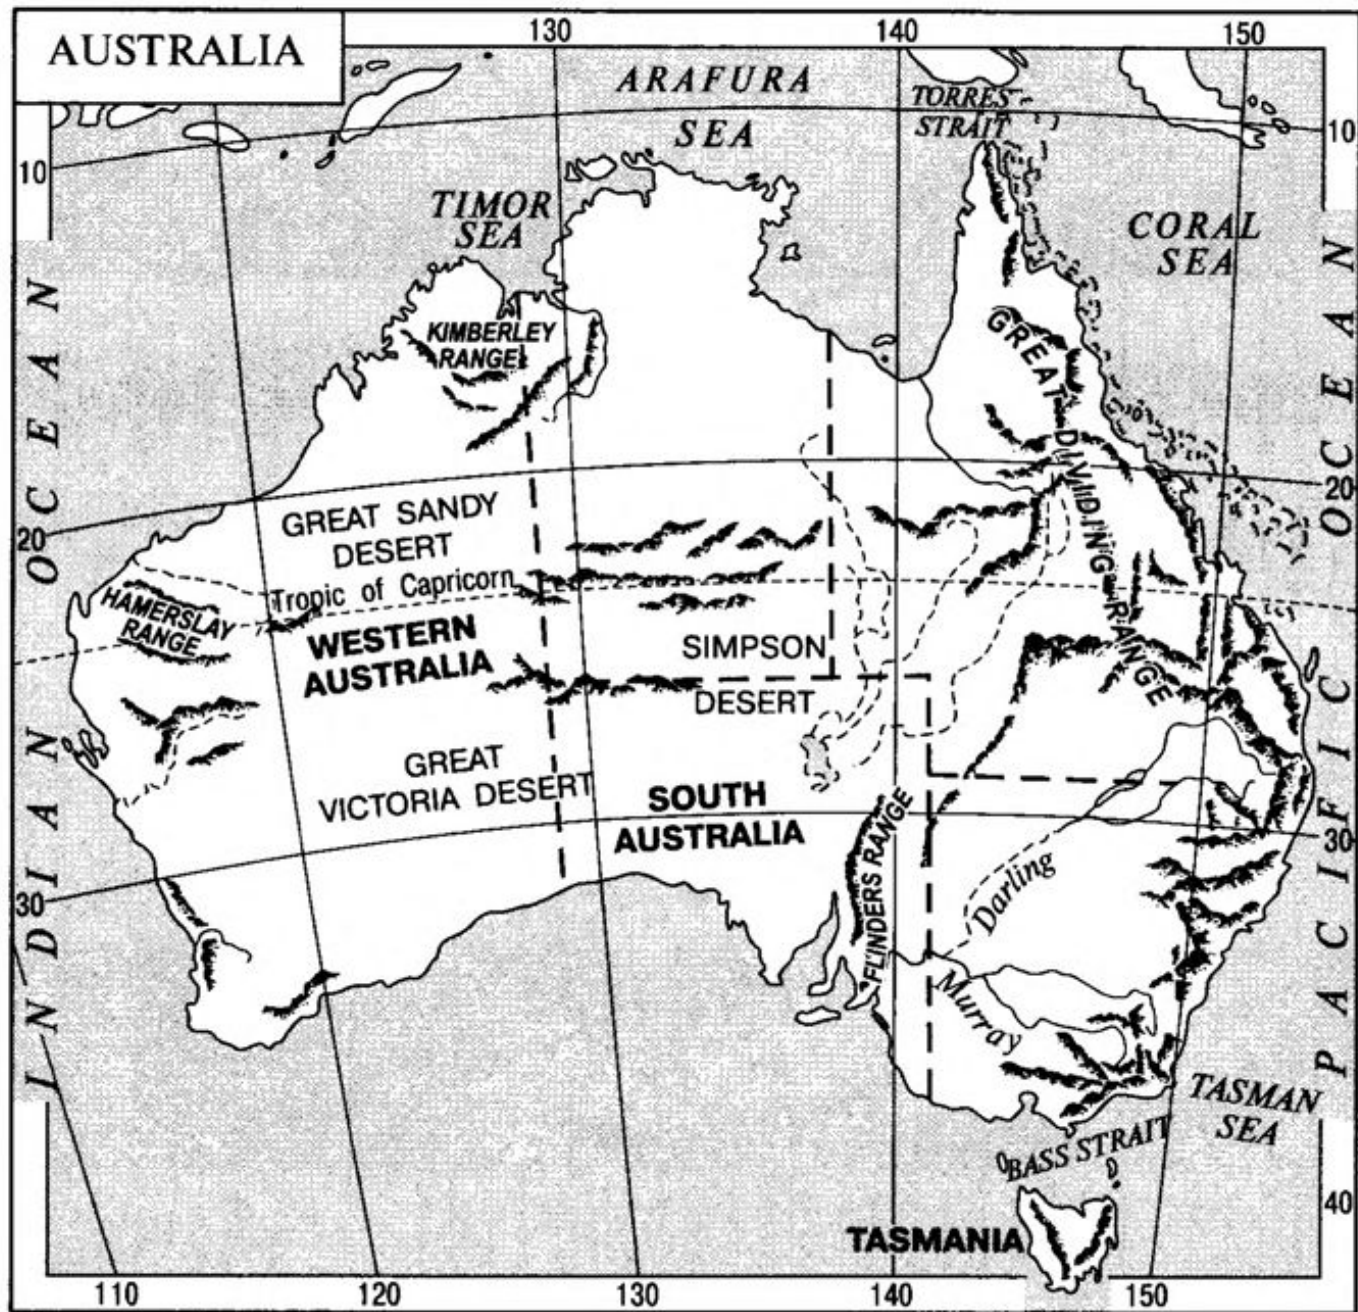 AUSTRALIA
130
140
150
ARAFURA
SEA
TORRES
STRAIT
10
10
TIMOR
SEA
CORAL
SEA
KIMBERLEY
RANGE
GREAT DIVIDING RANGE
INDIAN OCEAN
PACIFIC OCEAN
20
20
GREAT SANDY
DESERT
Tropic of Capricorn
HAMERSLAY
RANGE
WESTERN
AUSTRALIA
SIMPSON
DESERT
GREAT
VICTORIA DESERT
SOUTH
AUSTRALIA
FLINDERS RANGE
30
30
Darling
Murray
TASMAN
SEA
BASS STRAIT
TASMANIA
40
110
120
130
140
150